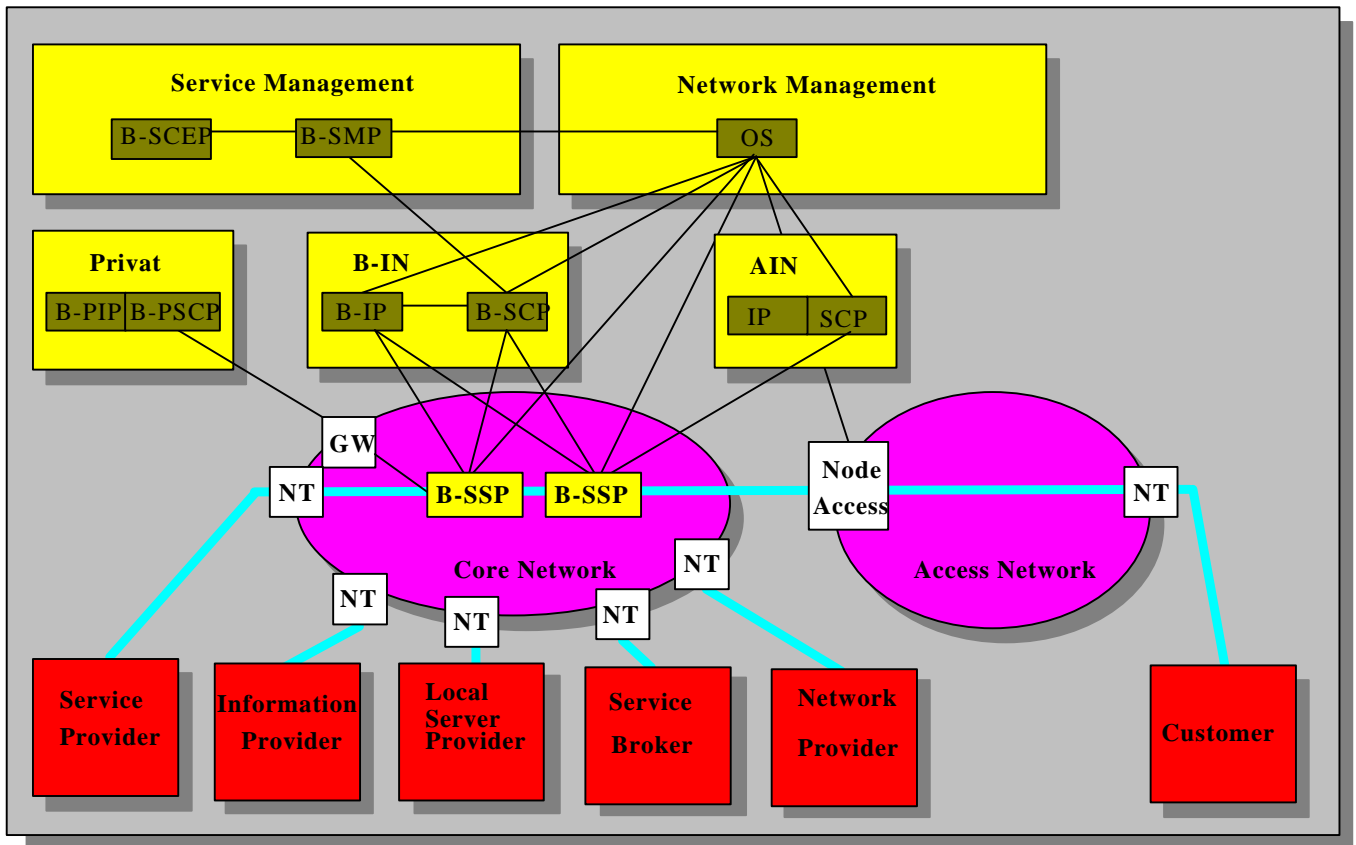 Service Management
Network Management
B-SCEP
B-SMP
OS
Privat
B-IN
AIN
B-PIP
B-PSCP
B-IP
B-SCP
IP
SCP
GW
NT
B-SSP
B-SSP
Node
Access
NT
Core Network
Access Network
NT
NT
NT
NT
Service
Provider
Information
Provider
Local
Server
Provider
Service
Broker
Network
Provider
Customer